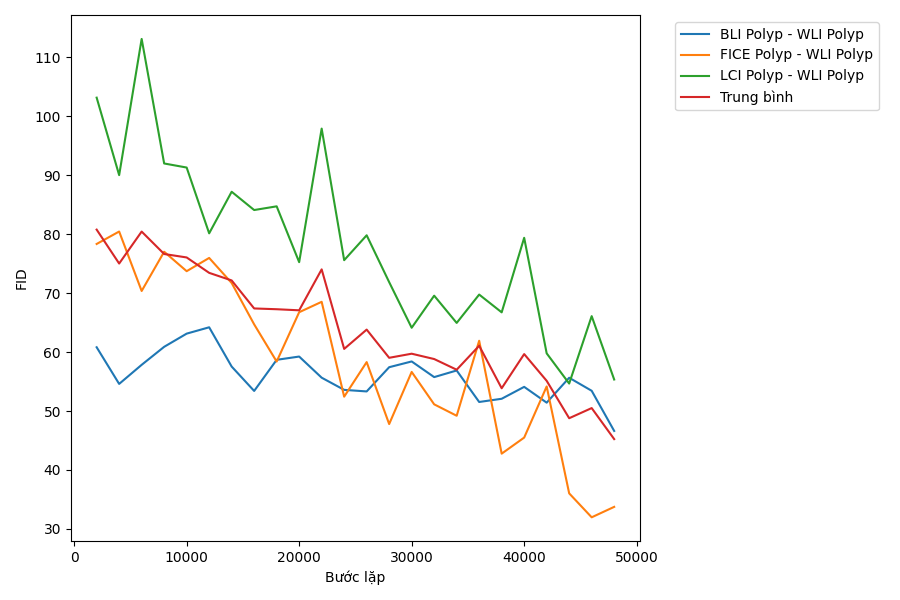 BLI Polyp - WLI Polyp
FICE Polyp - WLI Polyp
LCI Polyp - WLI Polyp
Trung bình
110
100
90
80
70
60
50
40
30
FID
0 10000 20000 30000 40000 50000
Bước lặp